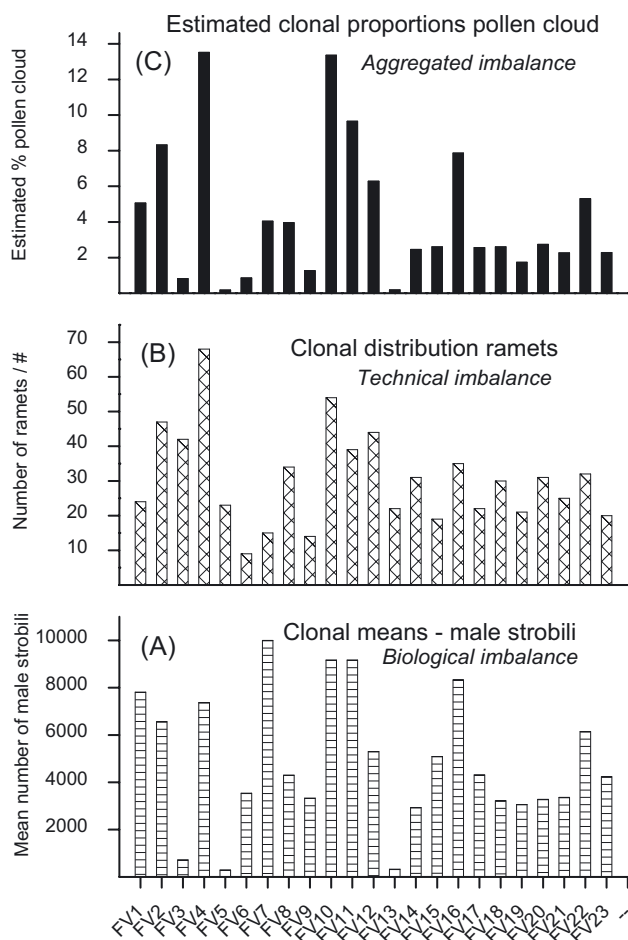 Estimated clonal proportions pollen cloud
(C)
Aggregated imbalance
Estimated % pollen cloud
14
12
10
8
6
4
2
(B)
Clonal distribution ramets
Technical imbalance
Number of ramets / #
70
60
50
40
30
20
10
(A)
Clonal means - male strobili
Biological imbalance
Mean number of male strobili
10000
8000
6000
4000
2000
FV1 FV2 FV3 FV4 FV5 FV6 FV7 FV8 FV9 FV10 FV11 FV12 FV13 FV14 FV15 FV16 FV17 FV18 FV19 FV20 FV21 FV22 FV23 --